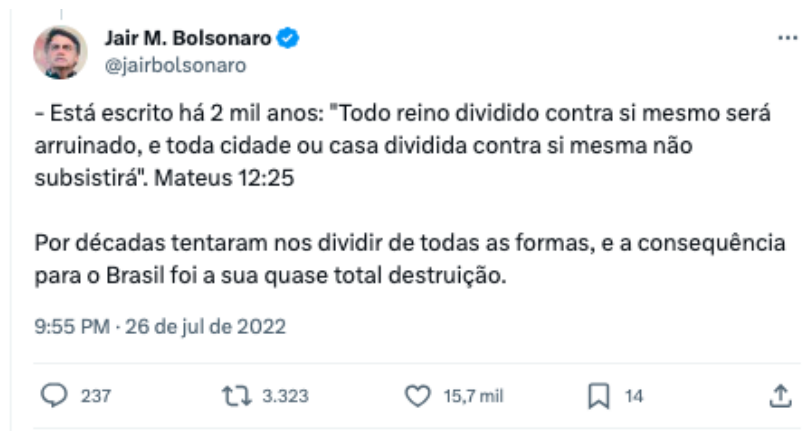 Jair M. Bolsonaro
@jairbolsonaro
- Está escrito há 2 mil anos: "Todo reino dividido contra si mesmo será
arruinado, e toda cidade ou casa dividida contra si mesma não
subsistirá". Mateus 12:25
Por décadas tentaram nos dividir de todas as formas, e a consequência
para o Brasil foi a sua quase total destruição.
9:55 PM · 26 de jul de 2022
237 3.323 15,7 mil 14